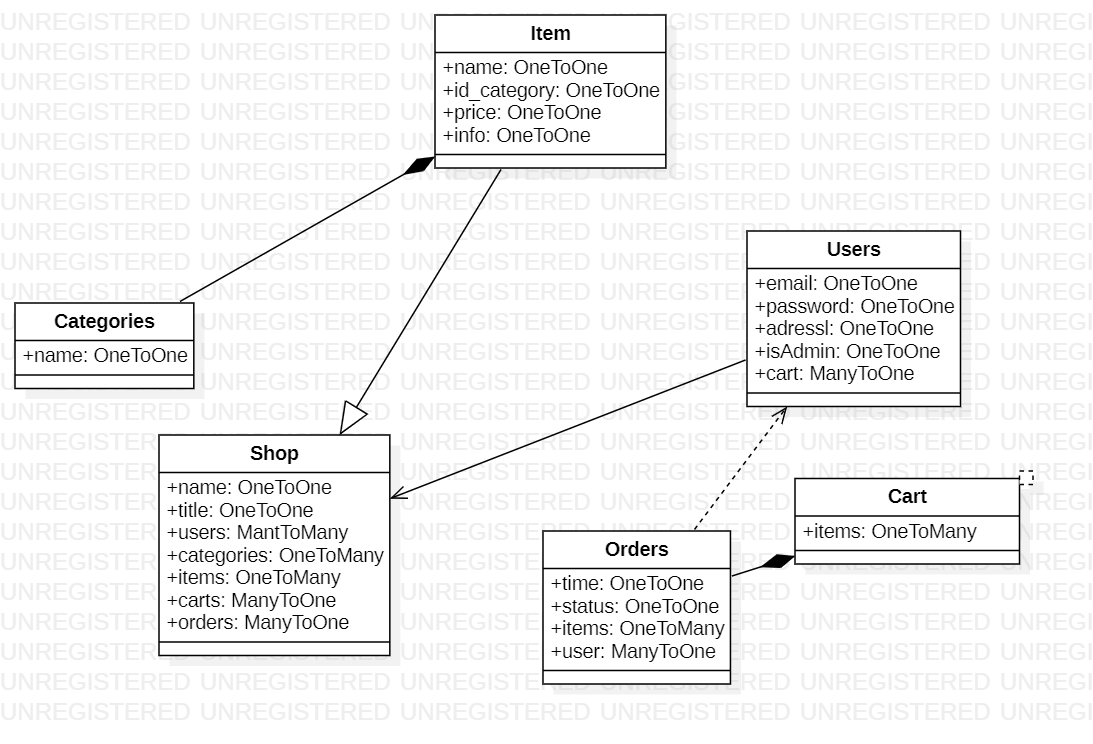 Item
+name: OneToOne
+id_category: OneToOne
+price: OneToOne
+info: OneToOne
Users
+email: OneToOne
+password: OneToOne
+adressl: OneToOne
+isAdmin: OneToOne
+cart: ManyToOne
Categories
+name: OneToOne
Shop
+name: OneToOne
+title: OneToOne
+users: MantToMany
+categories: OneToMany
+items: OneToMany
+carts: ManyToOne
+orders: ManyToOne
Cart
+items: OneToMany
Orders
+time: OneToOne
+status: OneToOne
+items: OneToMany
+user: ManyToOne
UNREGISTERED UNREGISTERED UNREGISTERED UNREGISTERED UNREGISTERED UNREGI